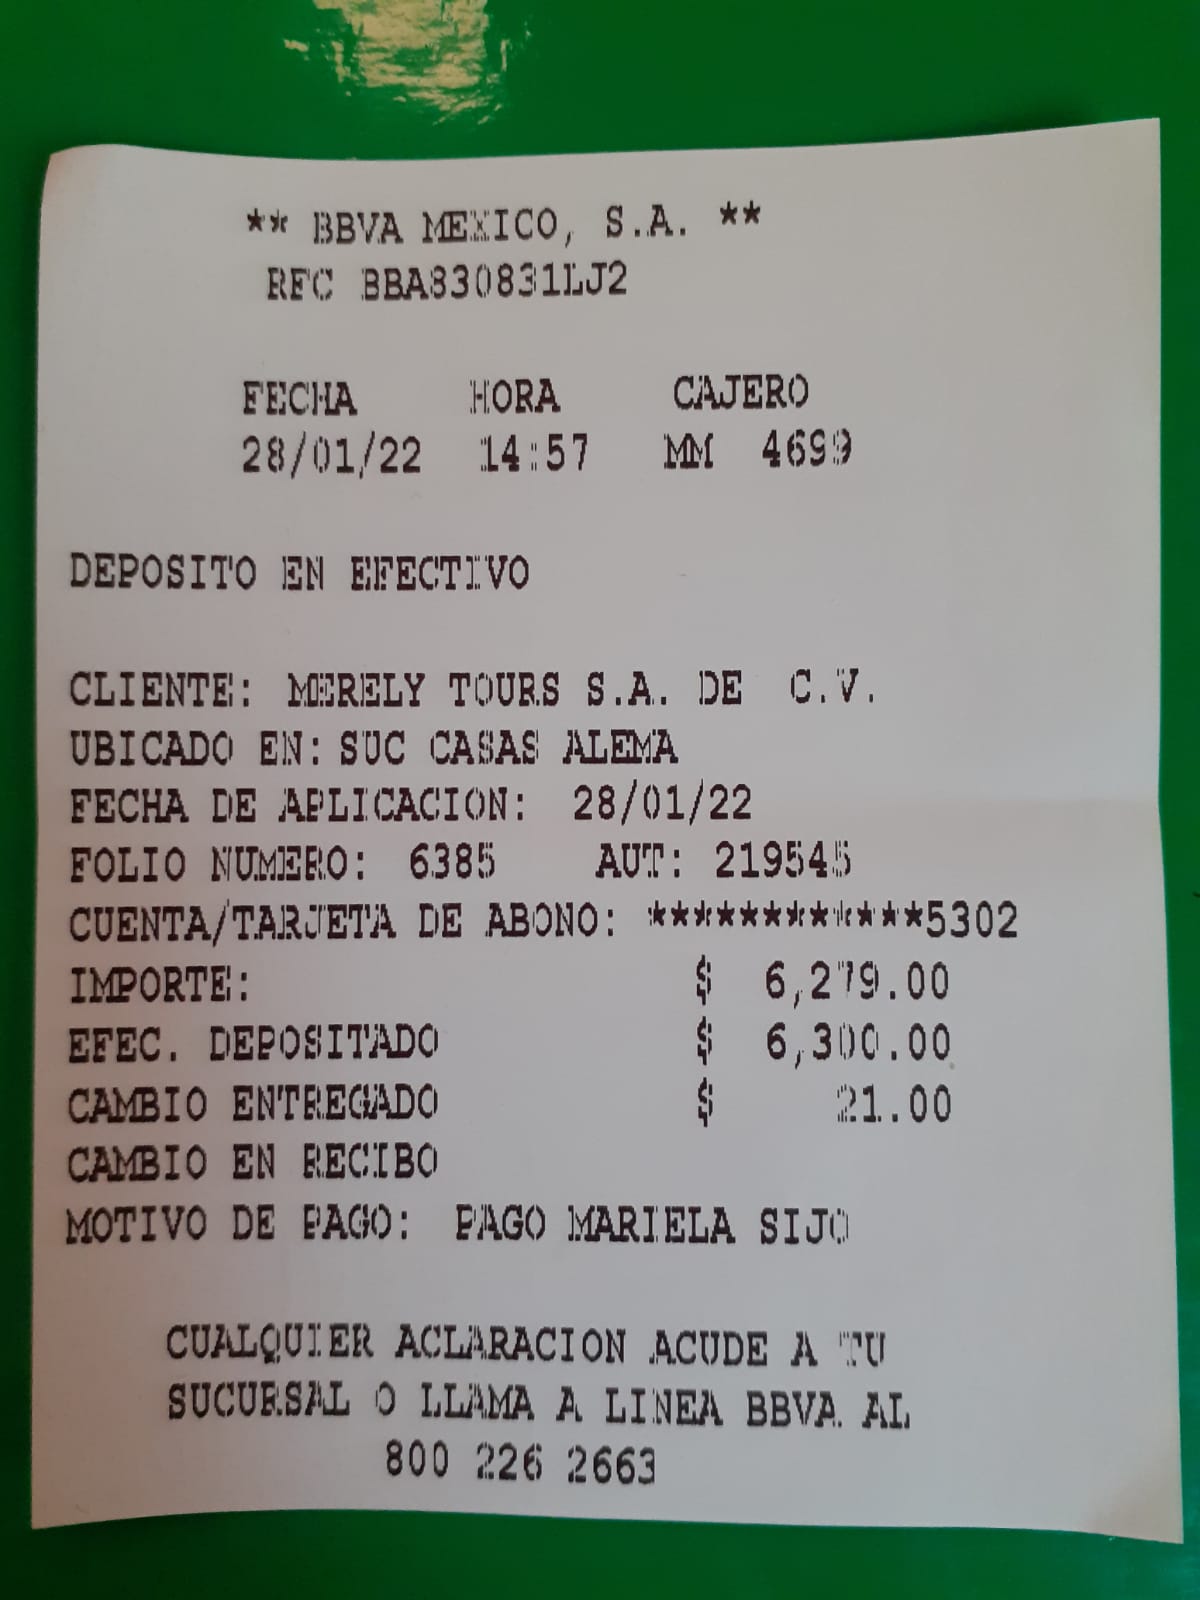 ** BBVA MEXICO, S.A. **
RFC BBA830831LJ2
FECHA HORA CAJERO
28/01/22 14:57 MM 4699
DEPOSITO EN EFECTIVO
CLIENTE: MERELY TOURS S.A. DE C.V.
UBICADO EN: SUC CASAS ALEMA
FECHA DE APLICACION: 28/01/22
FOLIO NUMERO: 6385 AUT: 219545
CUENTA/TARJETA DE ABONO: ************5302
IMPORTE: $ 6,279.00
EFEC. DEPOSITADO $ 6,300.00
CAMBIO ENTREGADO $ 21.00
CAMBIO EN RECIBO
MOTIVO DE PAGO: PAGO MARIELA SIJO
CUALQUIER ACLARACION ACUDE A TU
SUCURSAL O LLAMA A LINEA BBVA AL
800 226 2663